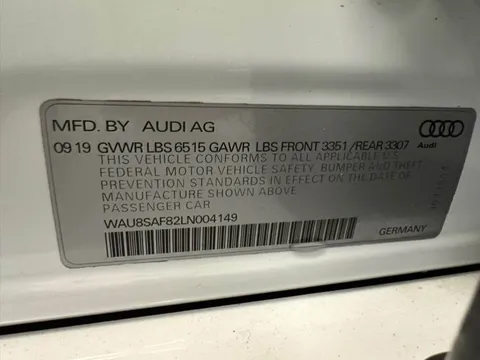 MFD. BY AUDI AG
09 19 GVWR LBS 6515 GAWR LBS FRONT 3351 /REAR 3307
Audi
THIS VEHICLE CONFORMS TO ALL APPLICABLE U.S.
FEDERAL MOTOR VEHICLE SAFETY, BUMPER AND THEFT
PREVENTION STANDARDS IN EFFECT ON THE DATE OF
MANUFACTURE SHOWN ABOVE
PASSENGER CAR
WAU8SAF82LN004149
GERMANY